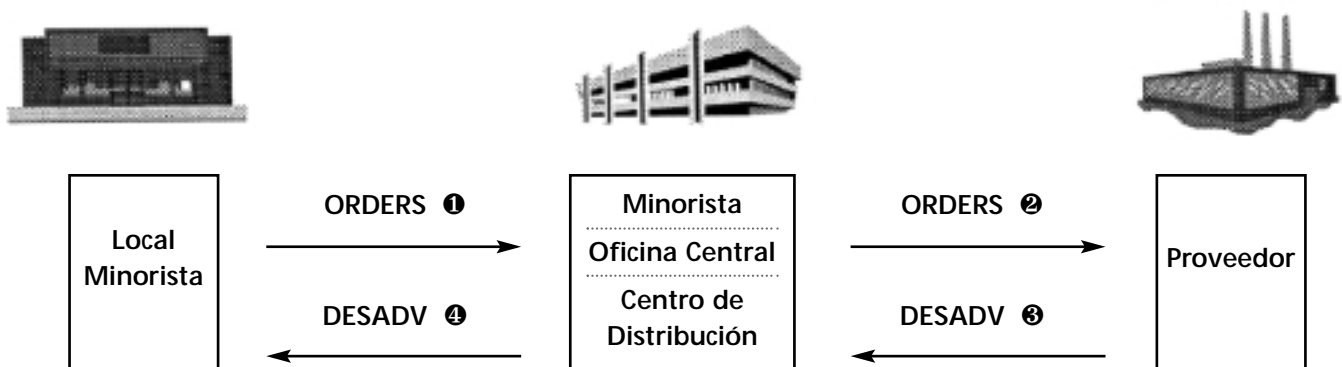 Local
Minorista
ORDERS ❶
Minorista
Oficina Central
Centro de
Distribución
ORDERS ❷
Proveedor
DESADV ❹
DESADV ❸